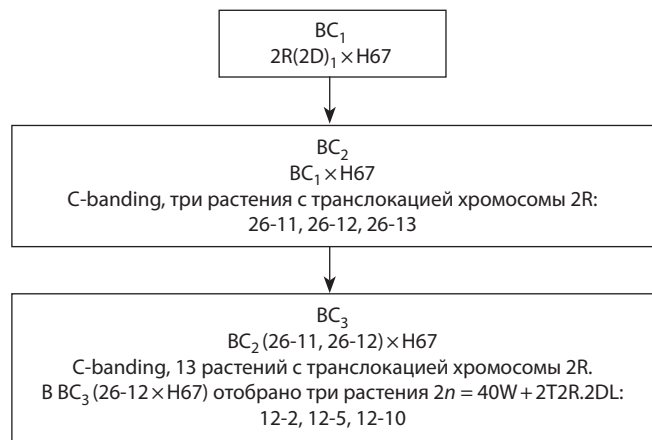 BC₁
2R(2D)₁ × H67
BC₂
BC₁ × H67
C-banding, три растения с транслокацией хромосомы 2R:
26-11, 26-12, 26-13
BC₃
BC₂ (26-11, 26-12) × H67
C-banding, 13 растений с транслокацией хромосомы 2R.
В BC₃ (26-12 × H67) отобрано три растения 2n = 40W + 2T2R.2DL:
12-2, 12-5, 12-10